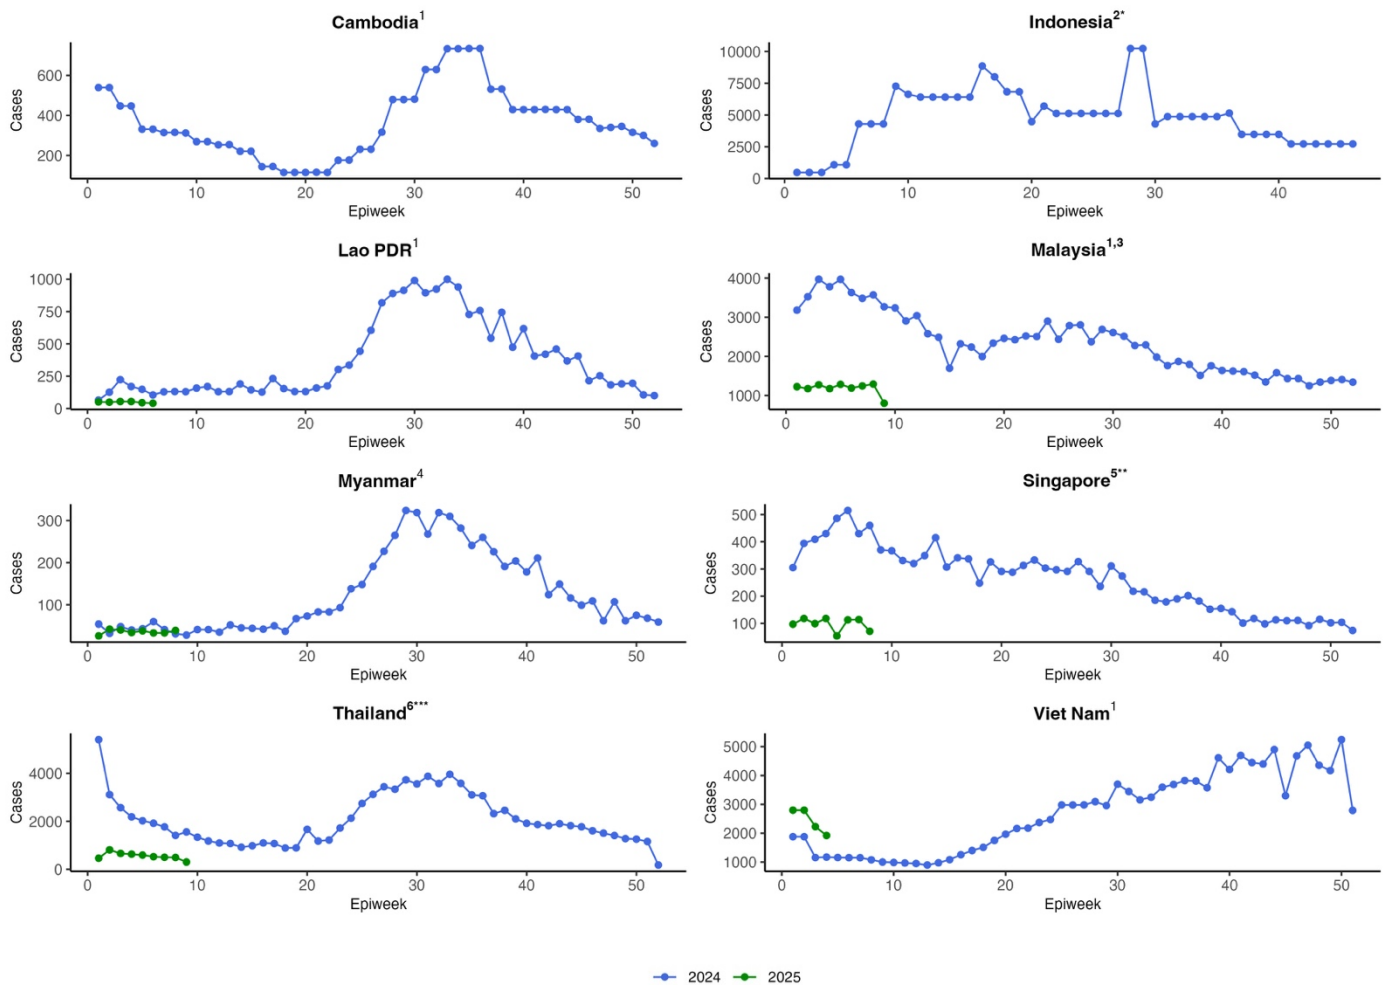 Cambodia1
Cases
600
400
200
0 10 20 30 40 50
Epiweek
Indonesia2*
Cases
10000
7500
5000
2500
0
0 10 20 30 40
Epiweek
Lao PDR1
Cases
1000
750
500
250
0
0 10 20 30 40 50
Epiweek
Malaysia1,3
Cases
4000
3000
2000
1000
0 10 20 30 40 50
Epiweek
Myanmar4
Cases
300
200
100
0 10 20 30 40 50
Epiweek
Singapore5**
Cases
500
400
300
200
100
0 10 20 30 40 50
Epiweek
Thailand6***
Cases
4000
2000
0
0 10 20 30 40 50
Epiweek
Viet Nam1
Cases
5000
4000
3000
2000
1000
0 10 20 30 40 50
Epiweek
2024 2025